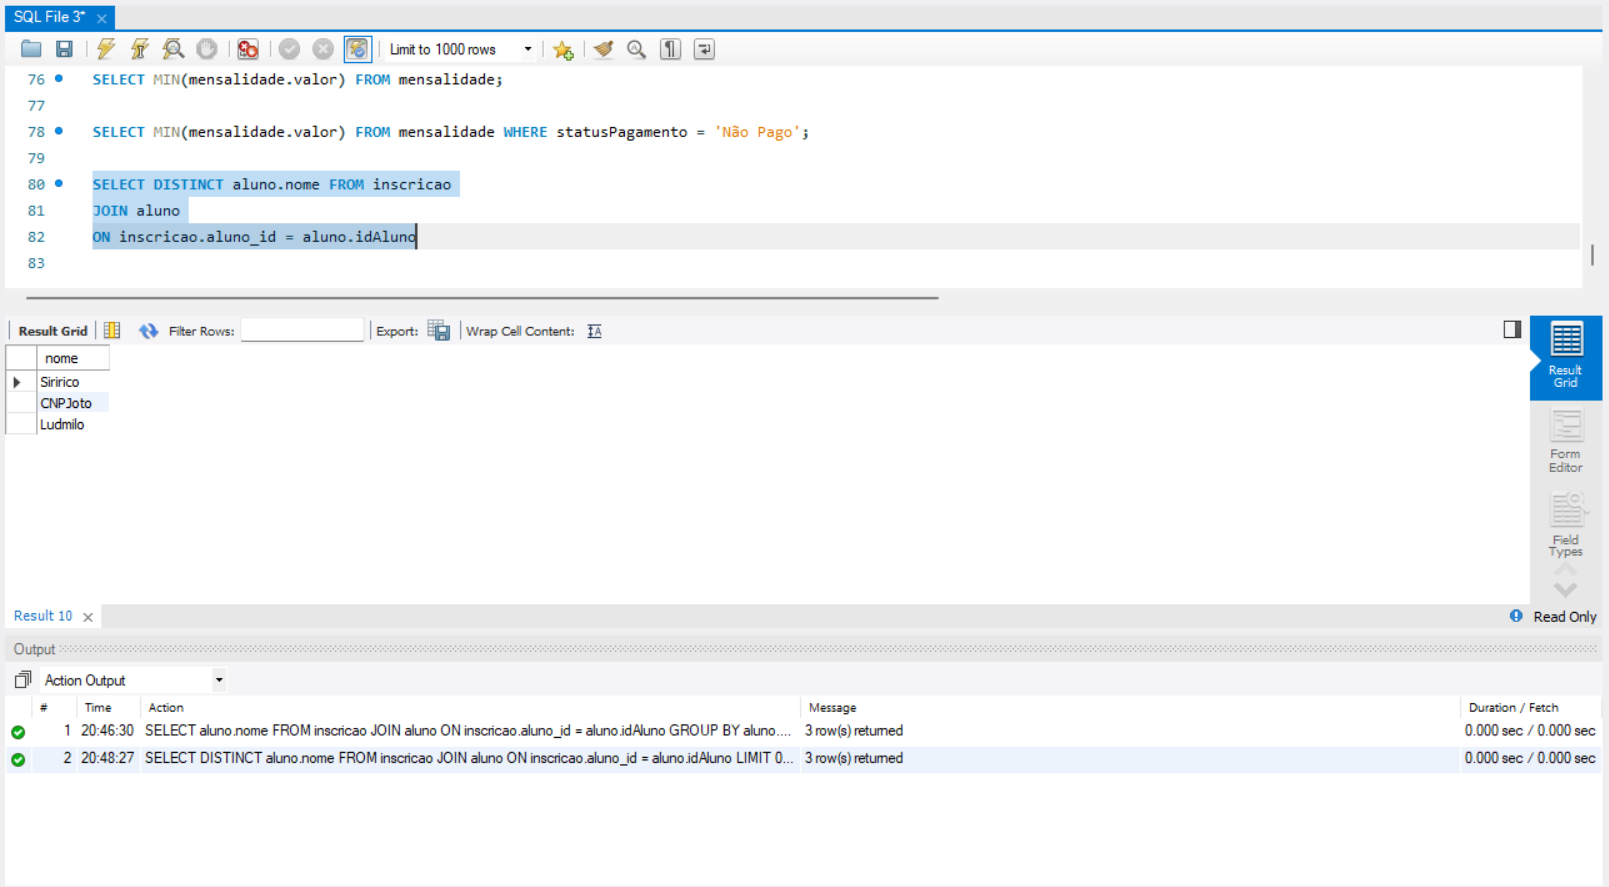 SQL File 3*
Limit to 1000 rows
76 SELECT MIN(mensalidade.valor) FROM mensalidade;
77
78 SELECT MIN(mensalidade.valor) FROM mensalidade WHERE statusPagamento = 'Não Pago';
79
80 SELECT DISTINCT aluno.nome FROM inscricao
81 JOIN aluno
82 ON inscricao.aluno_id = aluno.idAluno
83
Result Grid Filter Rows: Export: Wrap Cell Content:
nome
Siririco
CNPJoto
Ludmilo
Result
Grid
Form
Editor
Field
Types
Result 10 Read Only
Output
Action Output
# Time Action Message Duration / Fetch
1 20:46:30 SELECT aluno.nome FROM inscricao JOIN aluno ON inscricao.aluno_id = aluno.idAluno GROUP BY aluno.... 3 row(s) returned 0.000 sec / 0.000 sec
2 20:48:27 SELECT DISTINCT aluno.nome FROM inscricao JOIN aluno ON inscricao.aluno_id = aluno.idAluno LIMIT 0... 3 row(s) returned 0.000 sec / 0.000 sec